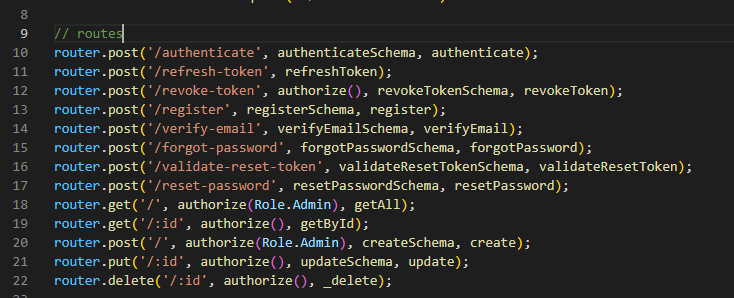 8
9 // routes
10 router.post('/authenticate', authenticateSchema, authenticate);
11 router.post('/refresh-token', refreshToken);
12 router.post('/revoke-token', authorize(), revokeTokenSchema, revokeToken);
13 router.post('/register', registerSchema, register);
14 router.post('/verify-email', verifyEmailSchema, verifyEmail);
15 router.post('/forgot-password', forgotPasswordSchema, forgotPassword);
16 router.post('/validate-reset-token', validateResetTokenSchema, validateResetToken);
17 router.post('/reset-password', resetPasswordSchema, resetPassword);
18 router.get('/', authorize(Role.Admin), getAll);
19 router.get('/:id', authorize(), getById);
20 router.post('/', authorize(Role.Admin), createSchema, create);
21 router.put('/:id', authorize(), updateSchema, update);
22 router.delete('/:id', authorize(), _delete);